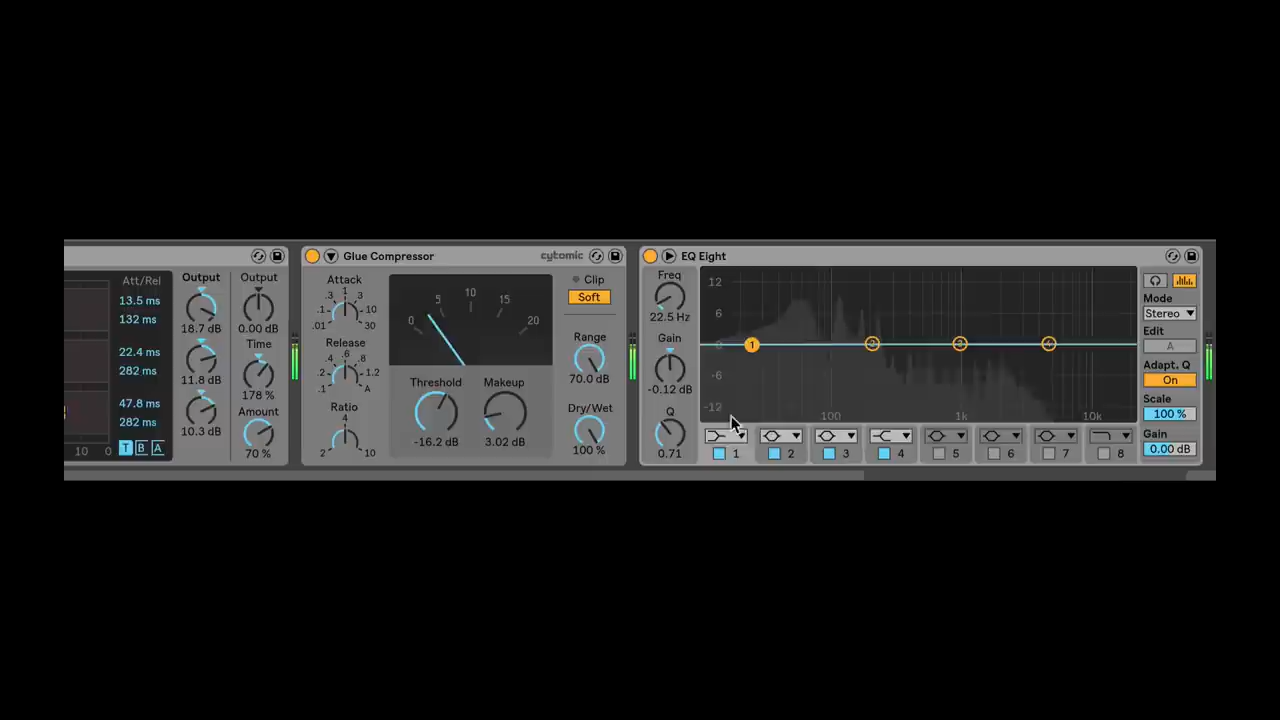 Att/Rel
13.5 ms
132 ms
22.4 ms
282 ms
47.8 ms
282 ms
10 0
T B A
Output
18.7 dB
11.8 dB
10.3 dB
Output
0.00 dB
Time
178 %
Amount
70 %
Glue Compressor
cytomic
Attack
.01 .1 .3 1 3 10 30
Release
.1 .2 .4 .6 .8 1.2 A
Ratio
2 4 10
0 5 10 15 20
Threshold
-16.2 dB
Makeup
3.02 dB
Clip
Soft
Range
70.0 dB
Dry/Wet
100 %
EQ Eight
Freq
22.5 Hz
Gain
-0.12 dB
Q
0.71
12
6
0
-6
-12
1 2 3 4
100 1k 10k
1 2 3 4 5 6 7 8
Mode
Stereo
Edit
A
Adapt. Q
On
Scale
100 %
Gain
0.00 dB